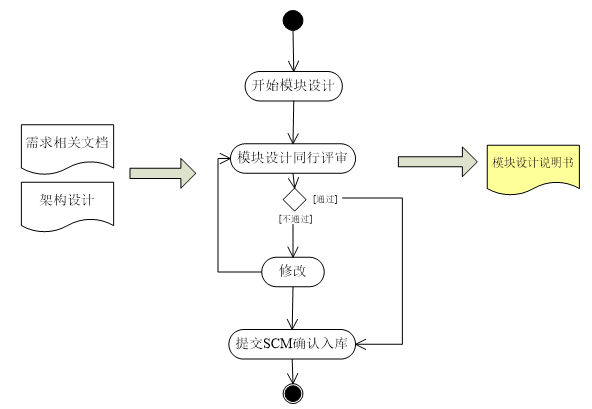 开始模块设计
需求相关文档
模块设计同行评审
模块设计说明书
架构设计
[通过]
[不通过]
修改
提交SCM确认入库